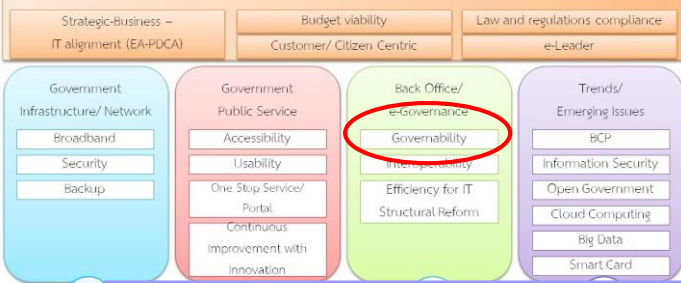 Strategic-Business –
IT alignment (EA-PDCA)
Budget viability
Law and regulations compliance
Customer/ Citizen Centric
e-Leader
Government
Infrastructure/ Network
Broadband
Security
Backup
Government
Public Service
Accessibility
Usability
One Stop Service/
Portal
Continuous
Improvement with
Innovation
Back Office/
e-Governance
Governability
Interoperability
Efficiency for IT
Structural Reform
Trends/
Emerging Issues
BCP
Information Security
Open Government
Cloud Computing
Big Data
Smart Card